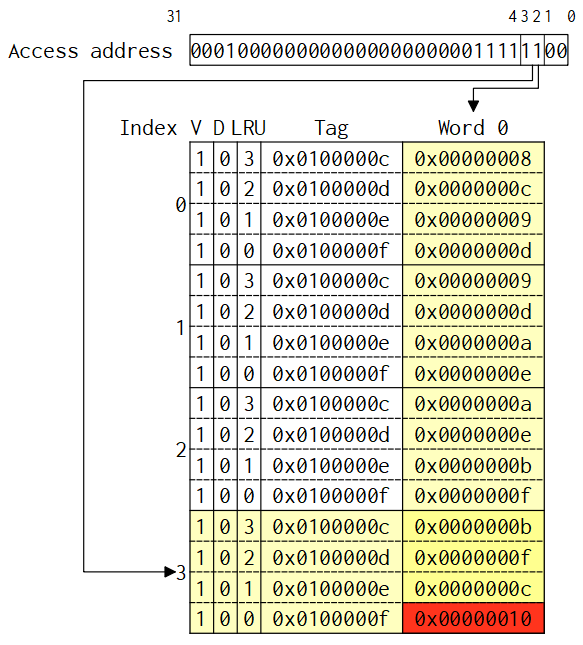 31 4 3 2 1 0
Access address 00010000000000000000000011111100
Index V D LRU Tag Word 0
0
1 0 3 0x0100000c 0x00000008
1 0 2 0x0100000d 0x0000000c
1 0 1 0x0100000e 0x00000009
1 0 0 0x0100000f 0x0000000d
1
1 0 3 0x0100000c 0x00000009
1 0 2 0x0100000d 0x0000000d
1 0 1 0x0100000e 0x0000000a
1 0 0 0x0100000f 0x0000000e
2
1 0 3 0x0100000c 0x0000000a
1 0 2 0x0100000d 0x0000000e
1 0 1 0x0100000e 0x0000000b
1 0 0 0x0100000f 0x0000000f
3
1 0 3 0x0100000c 0x0000000b
1 0 2 0x0100000d 0x0000000f
1 0 1 0x0100000e 0x0000000c
1 0 0 0x0100000f 0x00000010